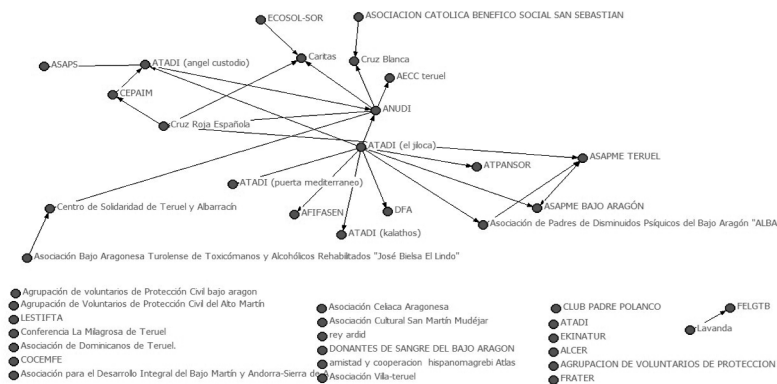 ECOSOL-SOR
ASOCIACION CATOLICA BENEFICO SOCIAL SAN SEBASTIAN
ASAPS
ATADI (angel custodio)
Caritas
Cruz Blanca
AECC teruel
CEPAIM
ANUDI
Cruz Roja Española
ATADI (el jiloca)
ASAPME TERUEL
ATPANSOR
ATADI (puerta mediterraneo)
Centro de Solidaridad de Teruel y Albarracín
AFIFASEN
DFA
ASAPME BAJO ARAGÓN
Asociación de Padres de Disminuidos Psíquicos del Bajo Aragón "ALBA
ATADI (kalathos)
Asociación Bajo Aragonesa Turolense de Toxicómanos y Alcohólicos Rehabilitados "José Bielsa El Lindo"
Agrupación de voluntarios de Protección Civil bajo aragon
Agrupación de Voluntarios de Protección Civil del Alto Martín
LESTIFTA
Conferencia La Milagrosa de Teruel
Asociación de Dominicanos de Teruel.
COCEMFE
Asociación para el Desarrollo Integral del Bajo Martín y Andorra-Sierra de A
Asociación Celiaca Aragonesa
Asociación Cultural San Martín Mudéjar
rey ardid
DONANTES DE SANGRE DEL BAJO ARAGON
amistad y cooperacion hispanomagrebi Atlas
Asociación Vila-teruel
CLUB PADRE POLANCO
ATADI
EKINATUR
ALCER
AGRUPACION DE VOLUNTARIOS DE PROTECCION
FRATER
FELGTB
Lavanda